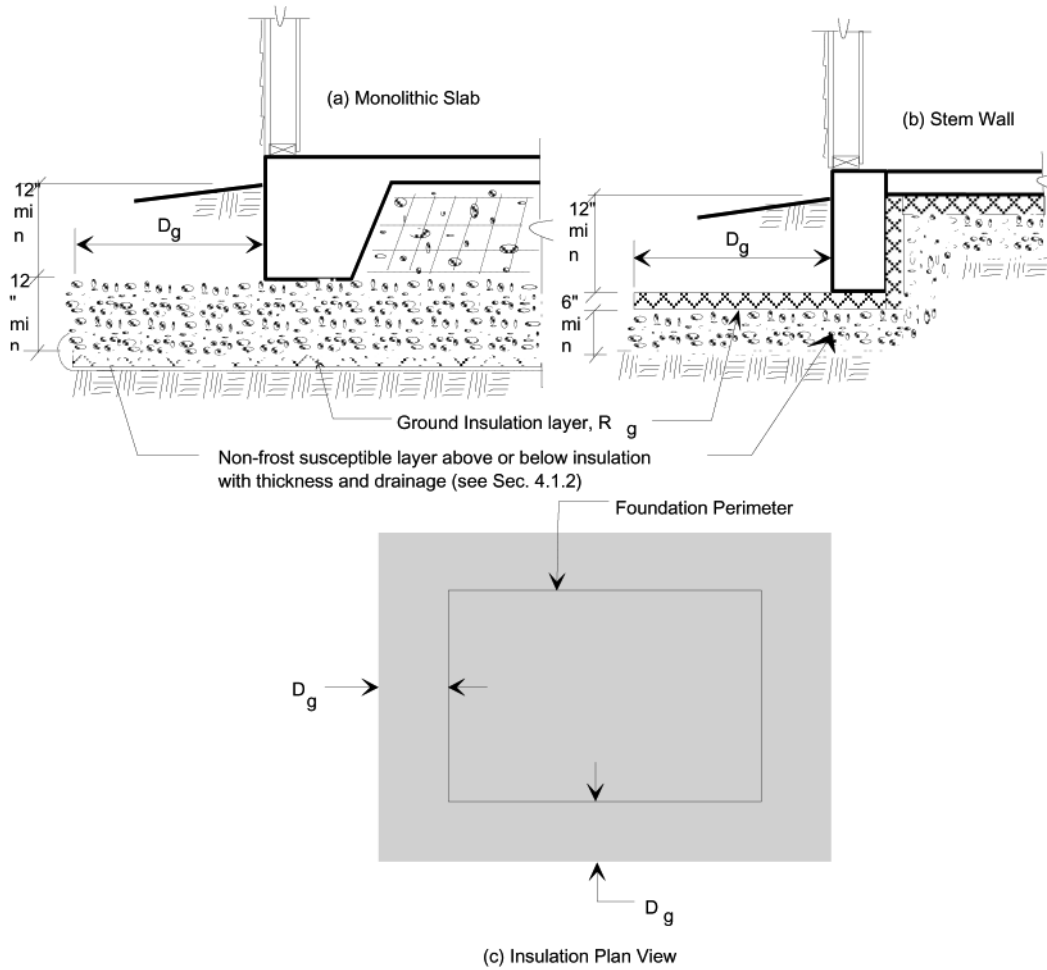 (a) Monolithic Slab
(b) Stem Wall
12"
mi
n
D g
12
"
mi
n
12"
mi
n
D g
6"
mi
n
Ground Insulation layer, R g
Non-frost susceptible layer above or below insulation
with thickness and drainage (see Sec. 4.1.2)
Foundation Perimeter
D g
D g
(c) Insulation Plan View